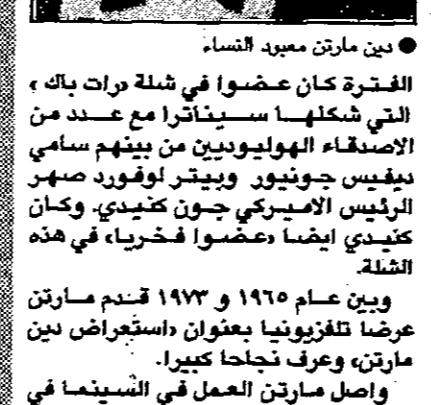 ● دين مارتن معبود النساء
الفترة كان عضوا في شلة «رات باك»
التي شكلها سيناترا مع عدد من
الاصدقاء الهوليوديين من بينهم سامي
ديفيس جونيور وبيتر لوفورد صهر
الرئيس الاميركي جون كنيدي. وكان
كنيدي ايضا «عضوا فخريا» في هذه
الشلة.
وبين عام ١٩٦٥ و ١٩٧٣ قدم مارتن
عرضا تلفزيونيا بعنوان «استعراض دين
مارتن» وعرف نجاحا كبيرا.
واصل مارتن العمل في السينما في